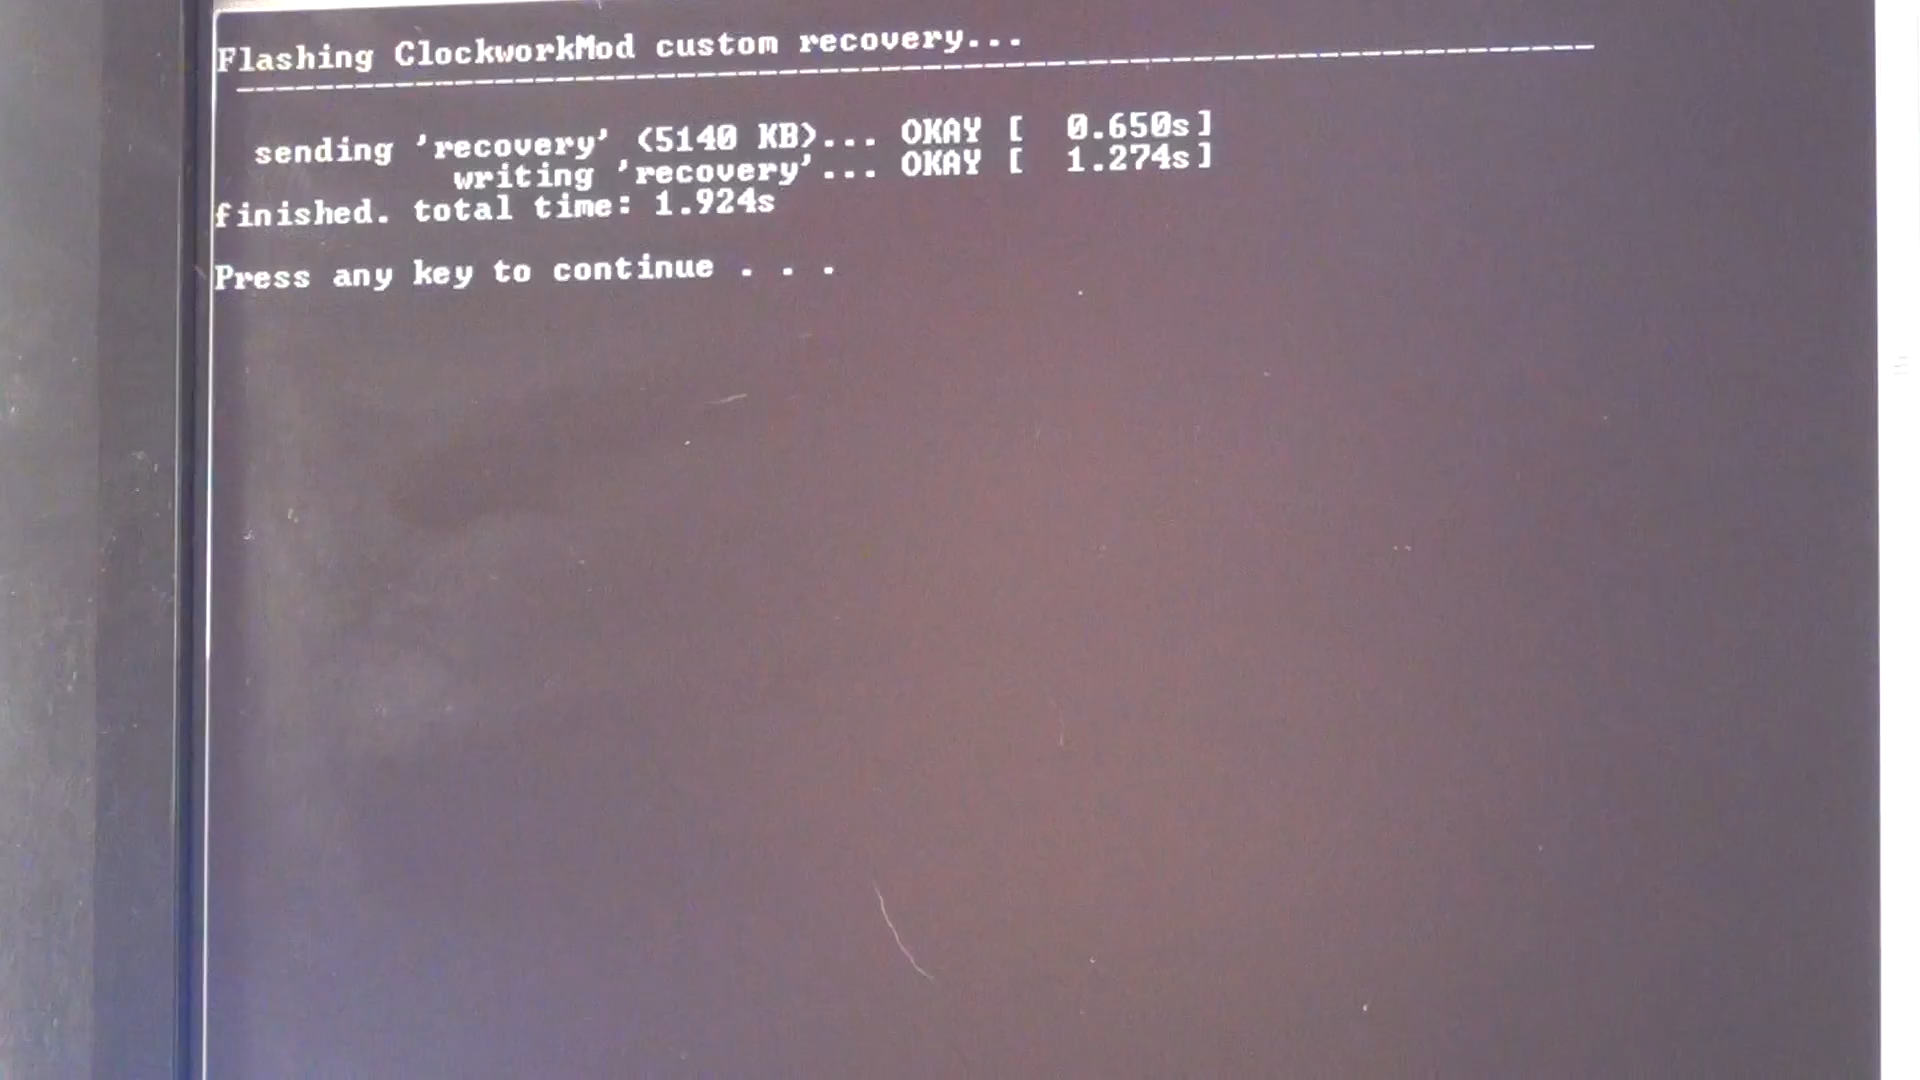 Flashing ClockworkMod custom recovery...
--------------------------------------------------------------------
sending 'recovery' (5140 KB)... OKAY [  0.650s]
writing 'recovery'... OKAY [  1.274s]
finished. total time: 1.924s
Press any key to continue . . .